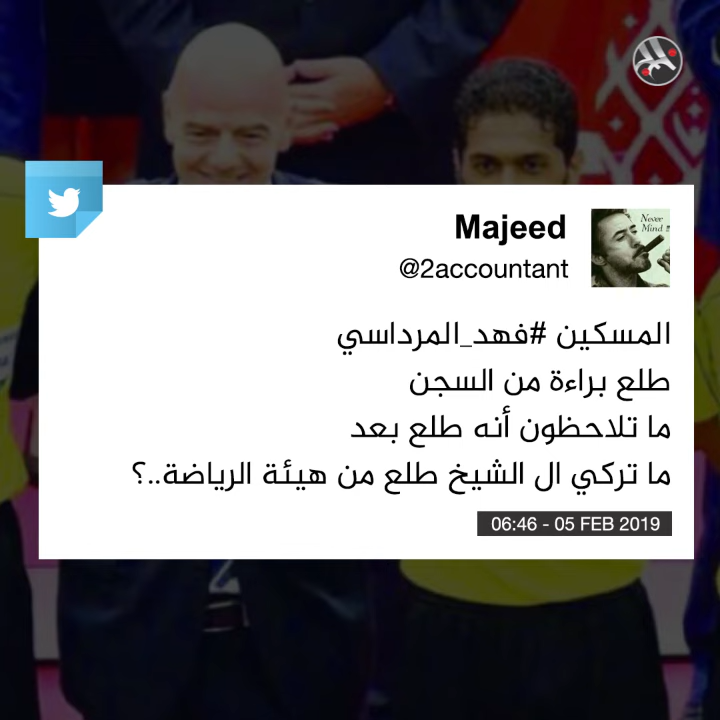 Majeed
@2accountant
Never
Mind
المسكين #فهد_المرداسي
طلع براءة من السجن
ما تلاحظون أنه طلع بعد
ما تركي ال الشيخ طلع من هيئة الرياضة..؟
06:46 - 05 FEB 2019